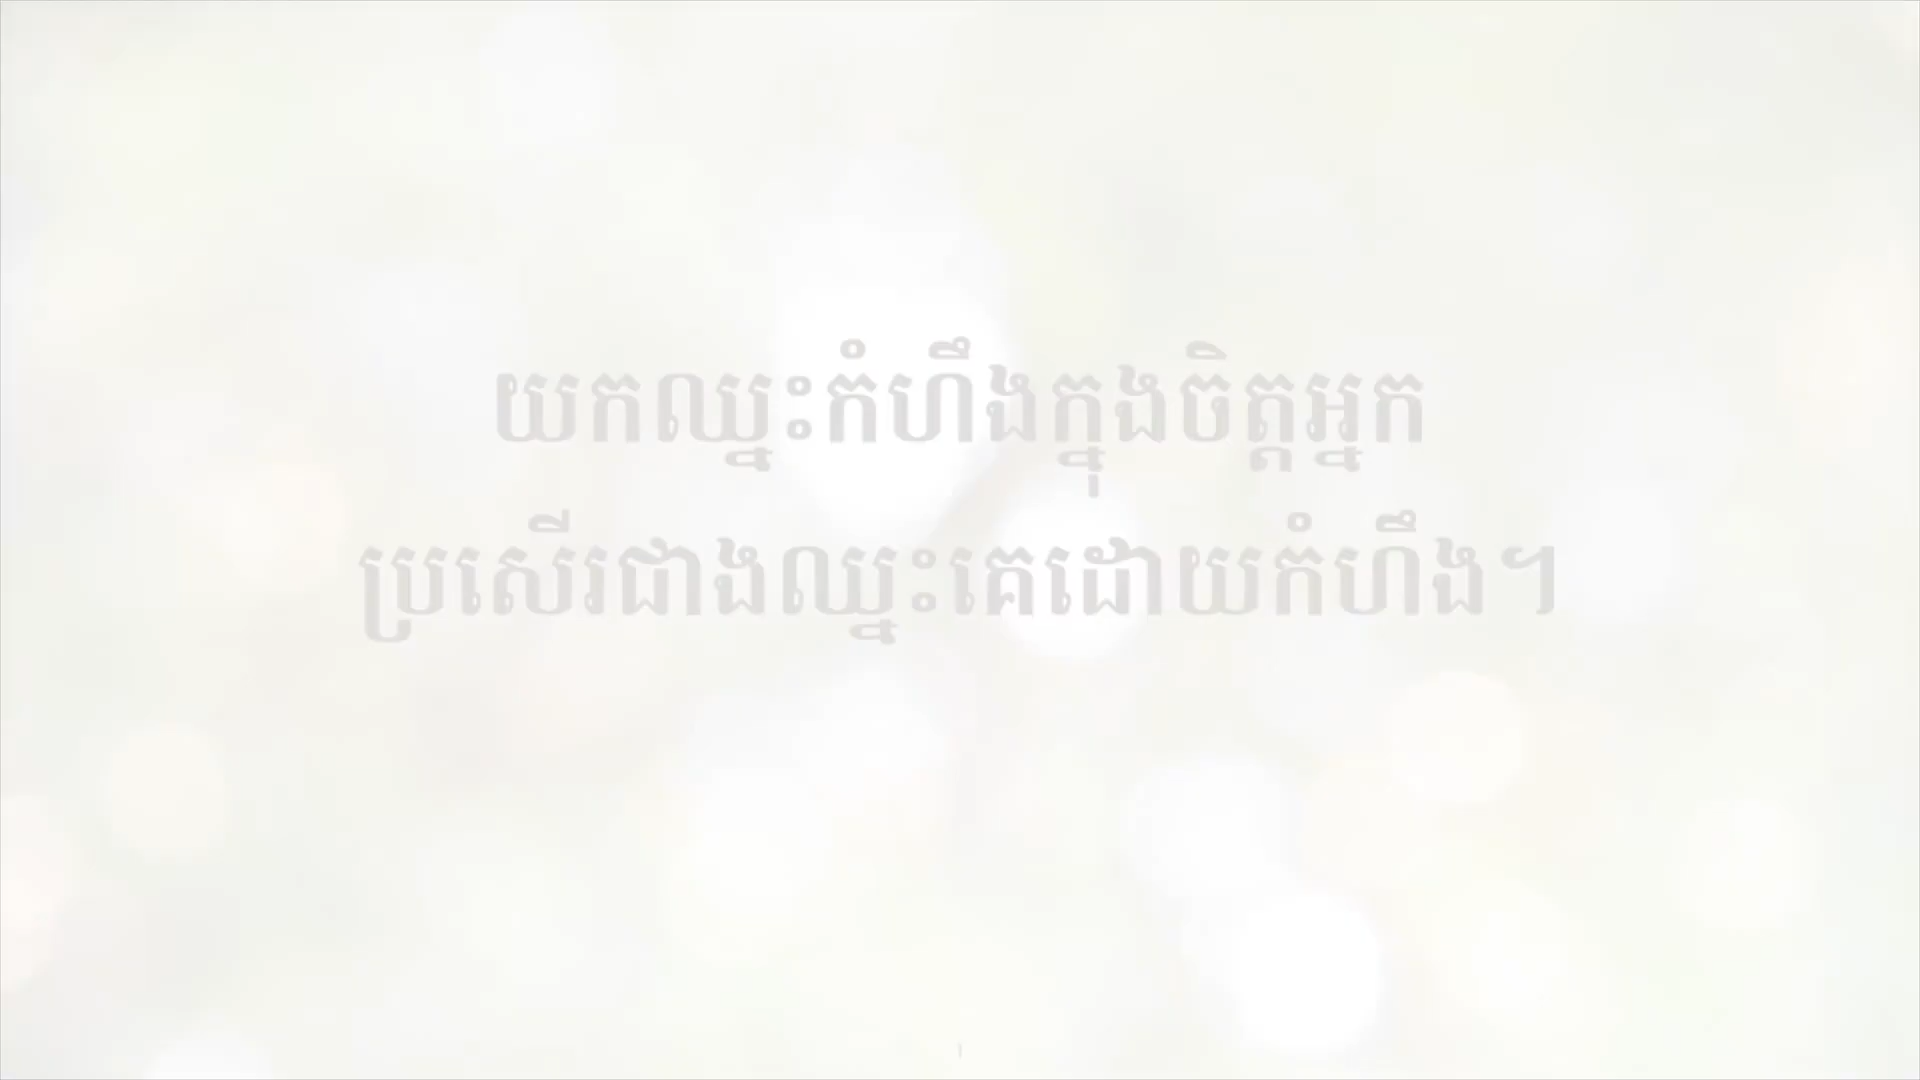 យកឈ្នះកំហឹងក្នុងចិត្តអ្នក
ប្រសើរជាងឈ្នះគេដោយកំហឹង។